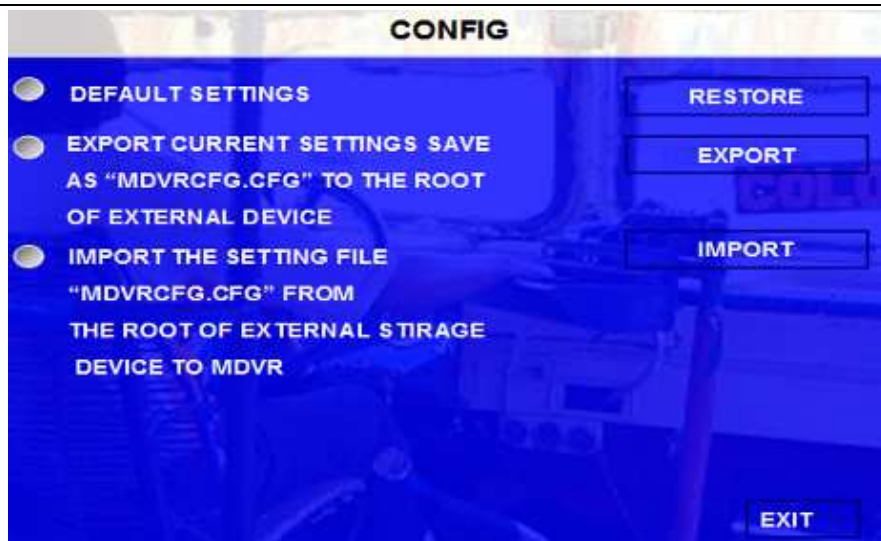 CONFIG
DEFAULT SETTINGS
RESTORE
EXPORT CURRENT SETTINGS SAVE
AS “MDVRCFG.CFG” TO THE ROOT
OF EXTERNAL DEVICE
EXPORT
IMPORT THE SETTING FILE
“MDVRCFG.CFG” FROM
THE ROOT OF EXTERNAL STIRAGE
DEVICE TO MDVR
IMPORT
COLO
EXIT